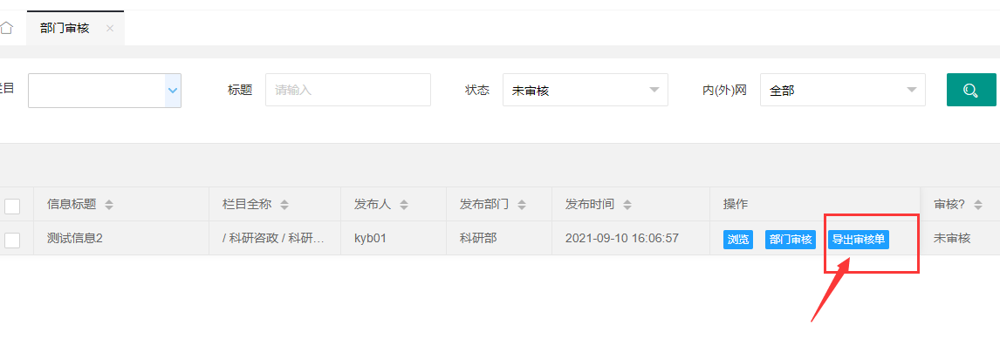 部门审核
栏目 标题 请输入 状态 未审核 内(外)网 全部
信息标题 栏目全称 发布人 发布部门 发布时间 操作 审核?
测试信息2 / 科研咨政 / 科研... kyb01 科研部 2021-09-10 16:06:57 浏览 部门审核 导出审核单 未审核